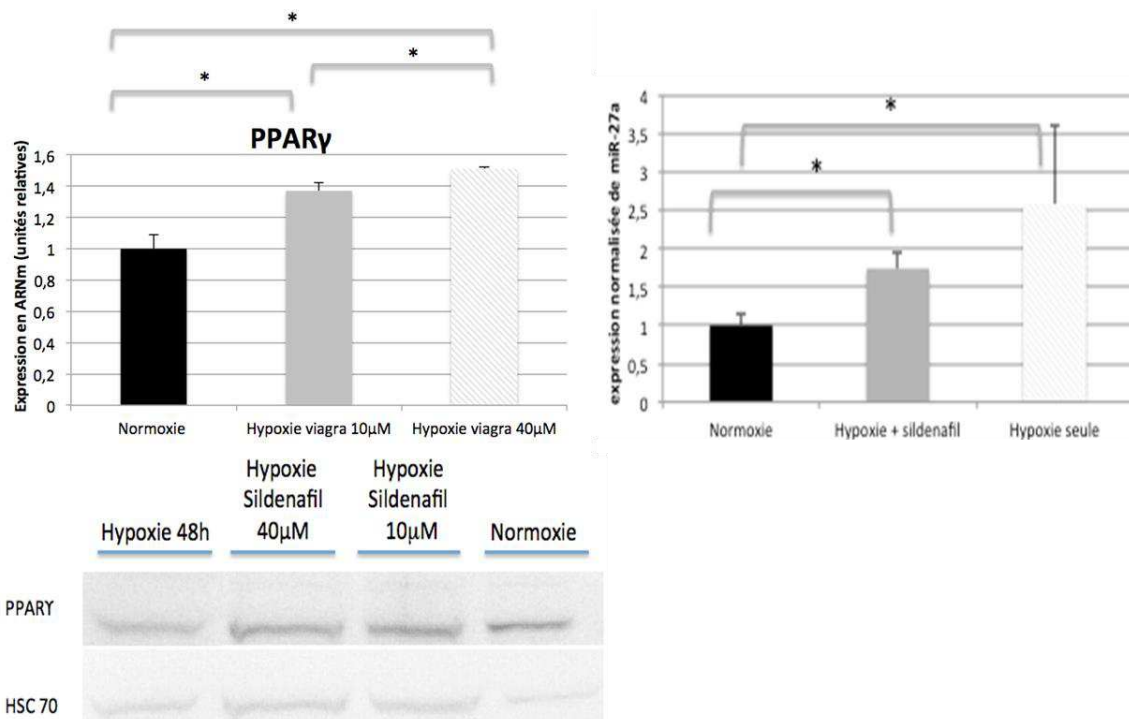 *
*
*
PPARγ
Expression en ARNm (unités relatives)
1,6
1,4
1,2
1
0,8
0,6
0,4
0,2
0
Normoxie
Hypoxie viagra 10µM
Hypoxie viagra 40µM
expression normalisée de miR-27a
4
3,5
3
2,5
2
1,5
1
0,5
0
*
*
Normoxie
Hypoxie + sildenafil
Hypoxie seule
Hypoxie 48h
Hypoxie
Sildenafil
40µM
Hypoxie
Sildenafil
10µM
Normoxie
PPARϒ
HSC 70